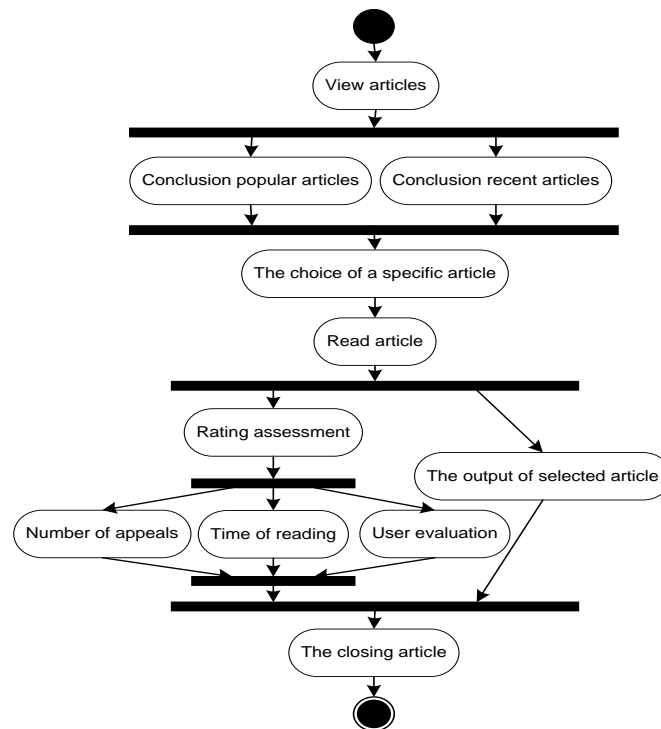 View articles
Conclusion popular articles
Conclusion recent articles
The choice of a specific article
Read article
Rating assessment
The output of selected article
Number of appeals
Time of reading
User evaluation
The closing article